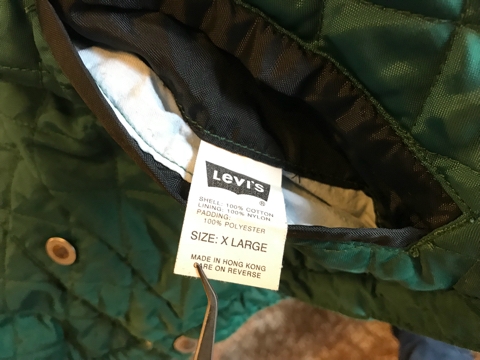 Levi's
®
SHELL: 100% COTTON
LINING: 100% NYLON
PADDING:
100% POLYESTER
SIZE: X LARGE
MADE IN HONG KONG
CARE ON REVERSE